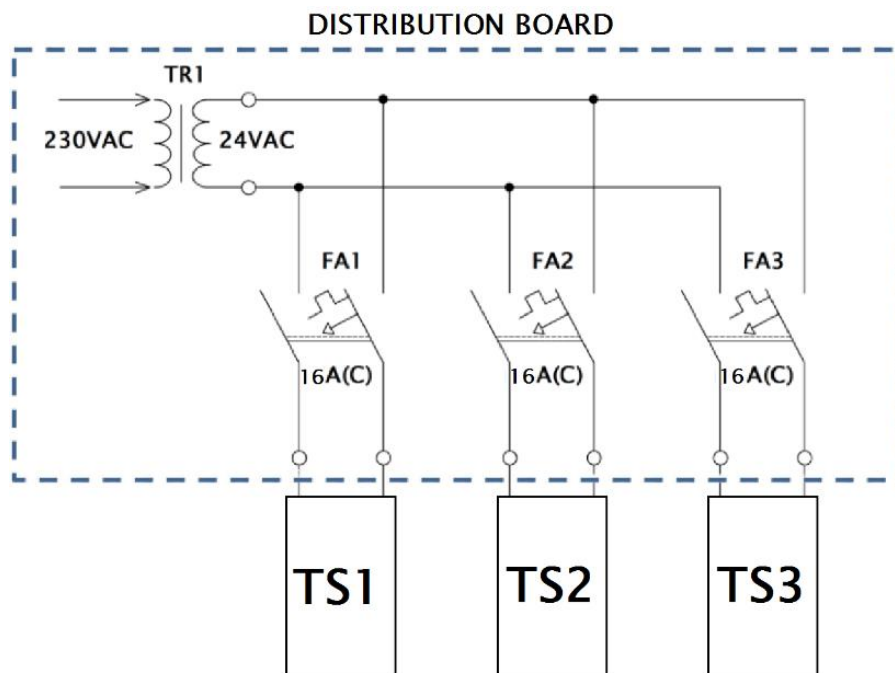 DISTRIBUTION BOARD
TR1
230VAC
24VAC
FA1
FA2
FA3
16A(C)
16A(C)
16A(C)
TS1
TS2
TS3